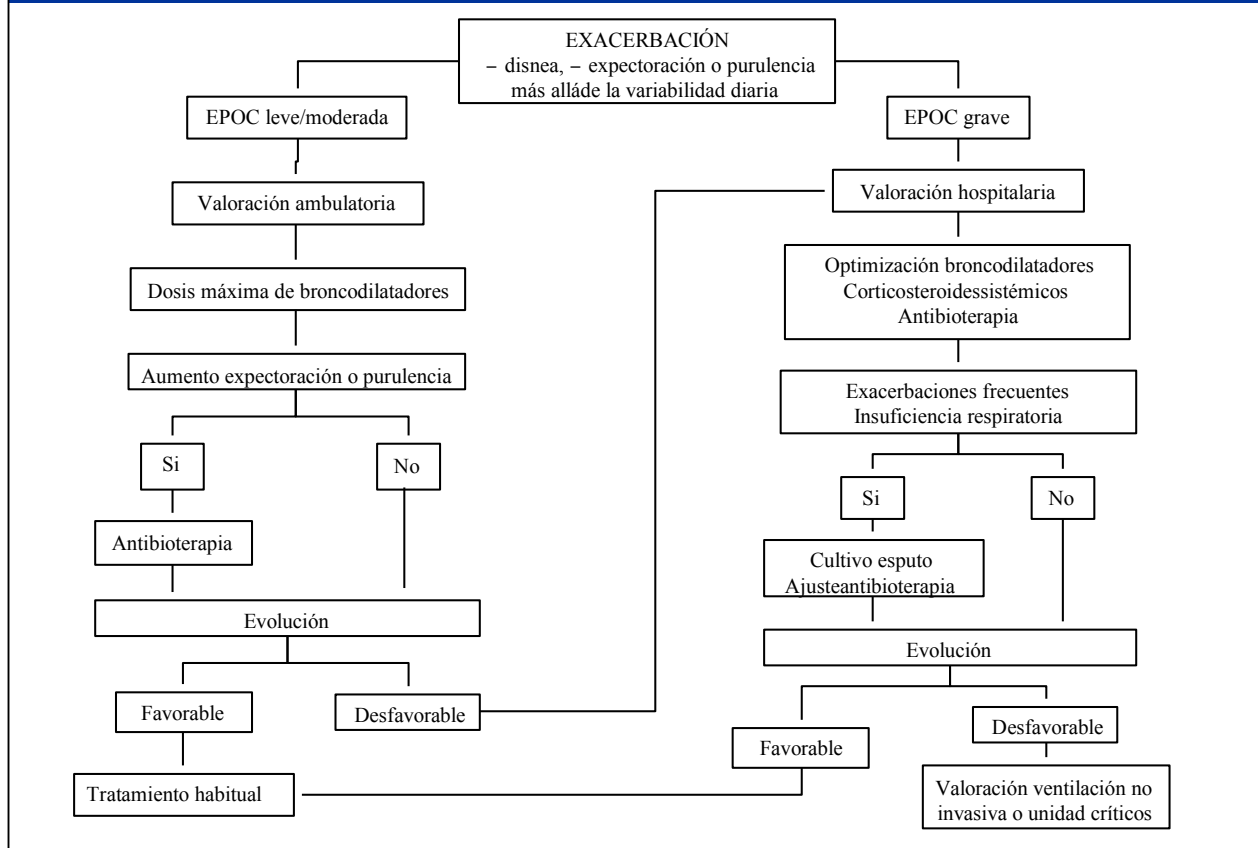 EXACERBACIÓN
– disnea, – expectoración o purulencia
más alláde la variabilidad diaria
EPOC leve/moderada
Valoración ambulatoria
Dosis máxima de broncodilatadores
Aumento expectoración o purulencia
Si
No
Antibioterapia
Evolución
Favorable
Desfavorable
Tratamiento habitual
EPOC grave
Valoración hospitalaria
Optimización broncodilatadores
Corticosteroidessistémicos
Antibioterapia
Exacerbaciones frecuentes
Insuficiencia respiratoria
Si
No
Cultivo esputo
Ajusteantibioterapia
Evolución
Favorable
Desfavorable
Valoración ventilación no
invasiva o unidad críticos